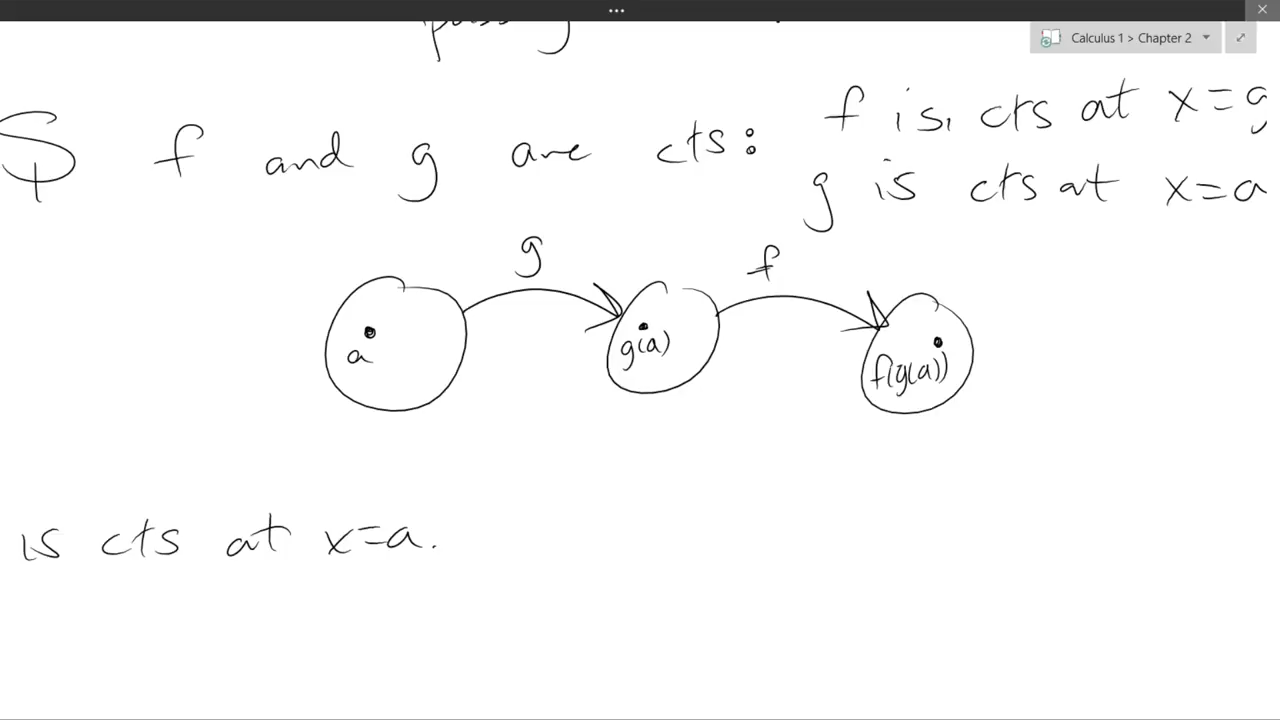 Calculus 1 > Chapter 2
f and g are cts: f is cts at x=g
g is cts at x=a
g f
a g(a) f(g(a))
is cts at x=a.